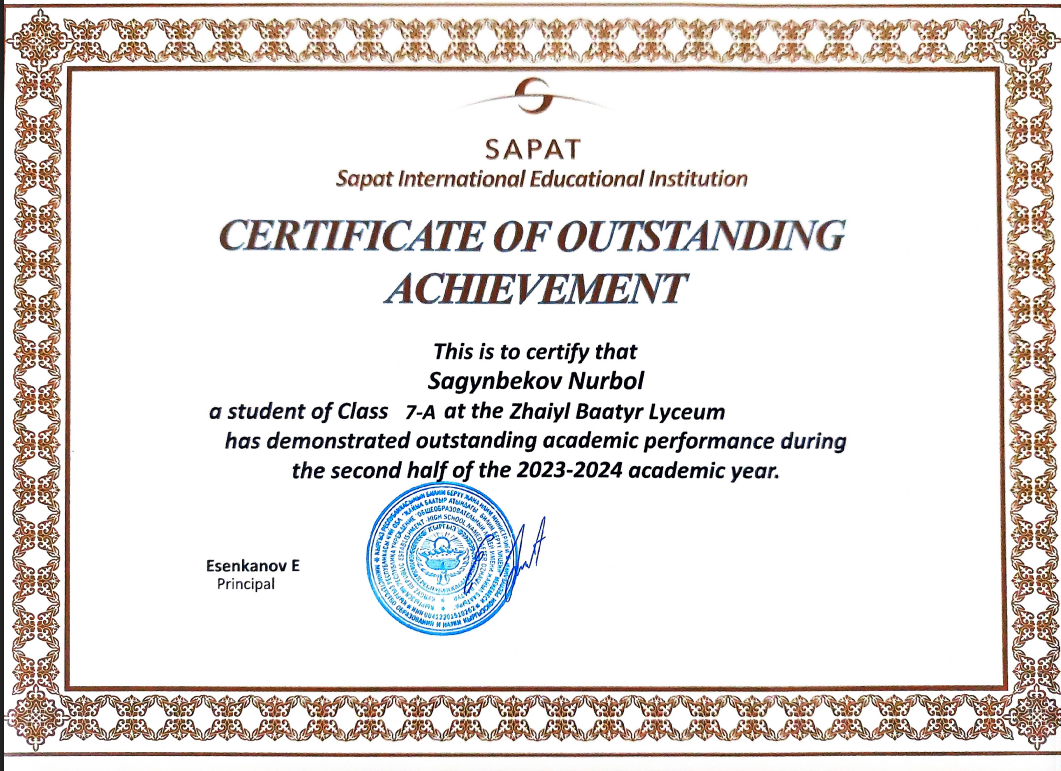 SAPAT
Sapat International Educational Institution
CERTIFICATE OF OUTSTANDING
ACHIEVEMENT
This is to certify that
Sagynbekov Nurbol
a student of Class 7-A at the Zhaiyl Baatyr Lyceum
has demonstrated outstanding academic performance during
the second half of the 2023-2024 academic year.
Esenkanov E
Principal